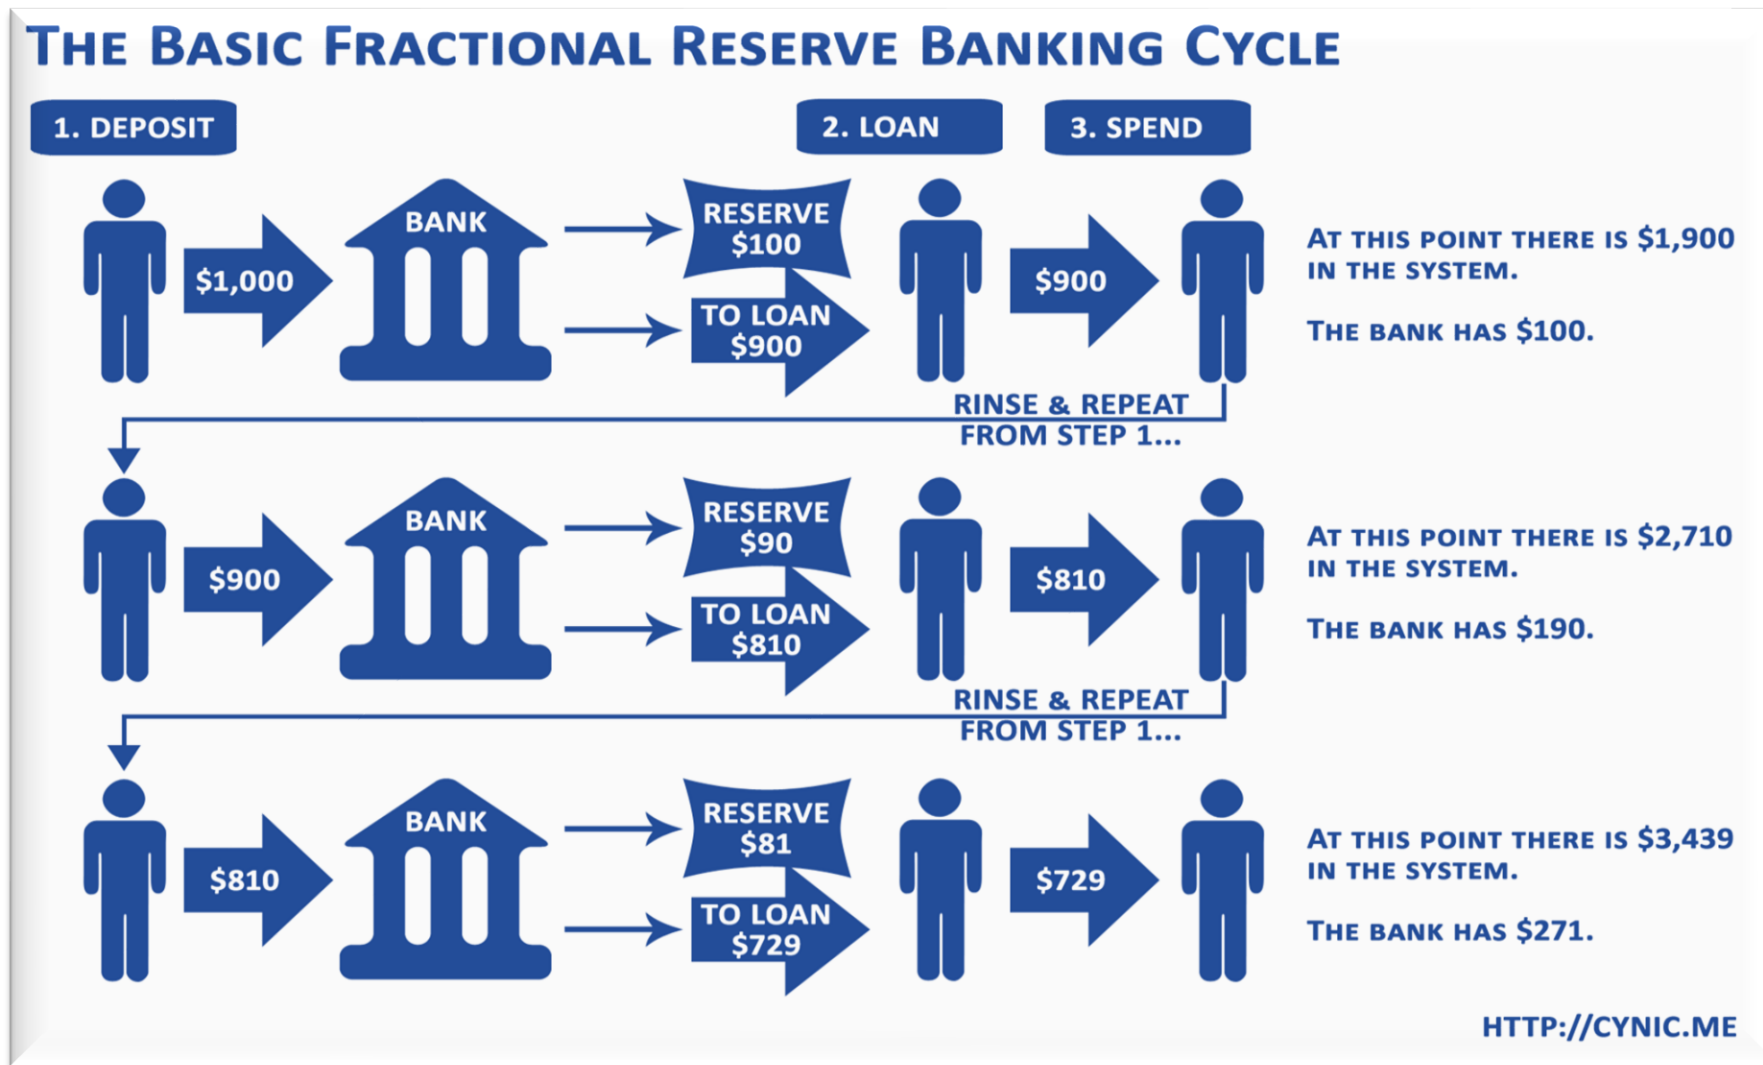 THE BASIC FRACTIONAL RESERVE BANKING CYCLE
1. DEPOSIT
2. LOAN
3. SPEND
$1,000
BANK
RESERVE
$100
TO LOAN
$900
$900
AT THIS POINT THERE IS $1,900
IN THE SYSTEM.
THE BANK HAS $100.
RINSE & REPEAT
FROM STEP 1...
$900
BANK
RESERVE
$90
TO LOAN
$810
$810
AT THIS POINT THERE IS $2,710
IN THE SYSTEM.
THE BANK HAS $190.
RINSE & REPEAT
FROM STEP 1...
$810
BANK
RESERVE
$81
TO LOAN
$729
$729
AT THIS POINT THERE IS $3,439
IN THE SYSTEM.
THE BANK HAS $271.
HTTP://CYNIC.ME